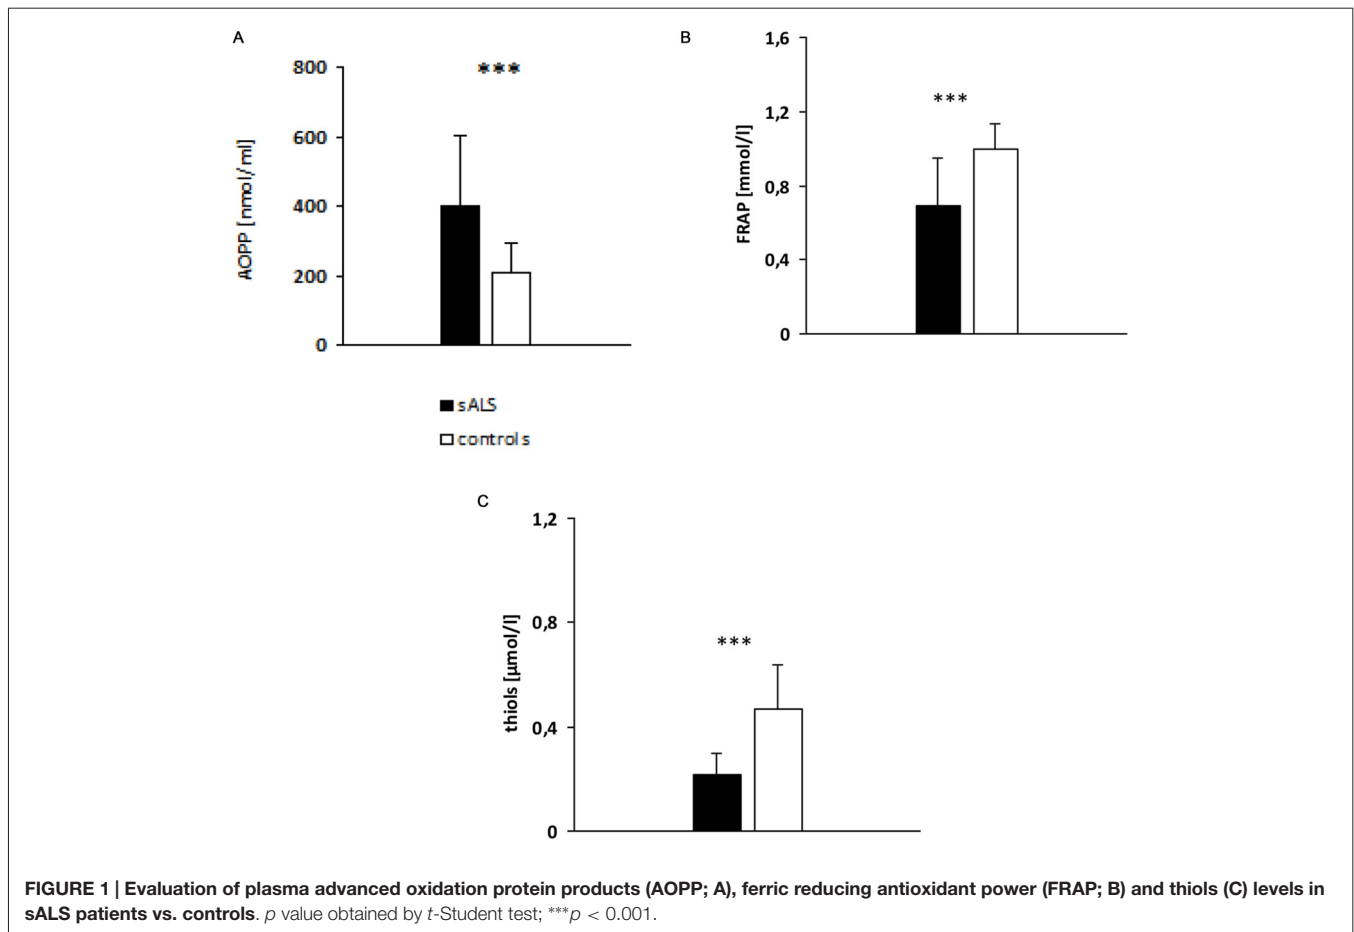 A
800
600
400
200
0
AOPP [nmol/ml]
***
sALS
controls
B
1,6
1,2
0,8
0,4
0
FRAP [mmol/l]
***
C
1,2
0,8
0,4
0
thiols [µmol/l]
***
FIGURE 1 | Evaluation of plasma advanced oxidation protein products (AOPP; A), ferric reducing antioxidant power (FRAP; B) and thiols (C) levels in
sALS patients vs. controls. p value obtained by t-Student test; ***p < 0.001.